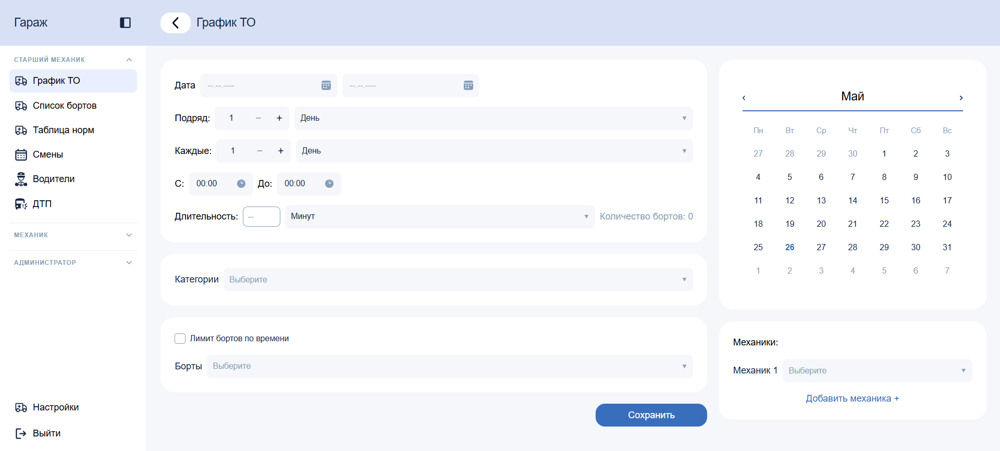 Гараж
График ТО
СТАРШИЙ МЕХАНИК
График ТО
Список бортов
Таблица норм
Смены
Водители
ДТП
МЕХАНИК
АДМИНИСТРАТОР
Настройки
Выйти
Дата --.--.---- --.--.----
Подряд: 1 − + День
Каждые: 1 − + День
С: 00:00 До: 00:00
Длительность: -- Минут Количество бортов: 0
Категории Выберите
Лимит бортов по времени
Борты Выберите
Сохранить
‹ Май ›
Пн Вт Ср Чт Пт Сб Вс
27 28 29 30 1 2 3
4 5 6 7 8 9 10
11 12 13 14 15 16 17
18 19 20 21 22 23 24
25 26 27 28 29 30 31
1 2 3 4 5 6 7
Механики:
Механик 1 Выберите
Добавить механика +